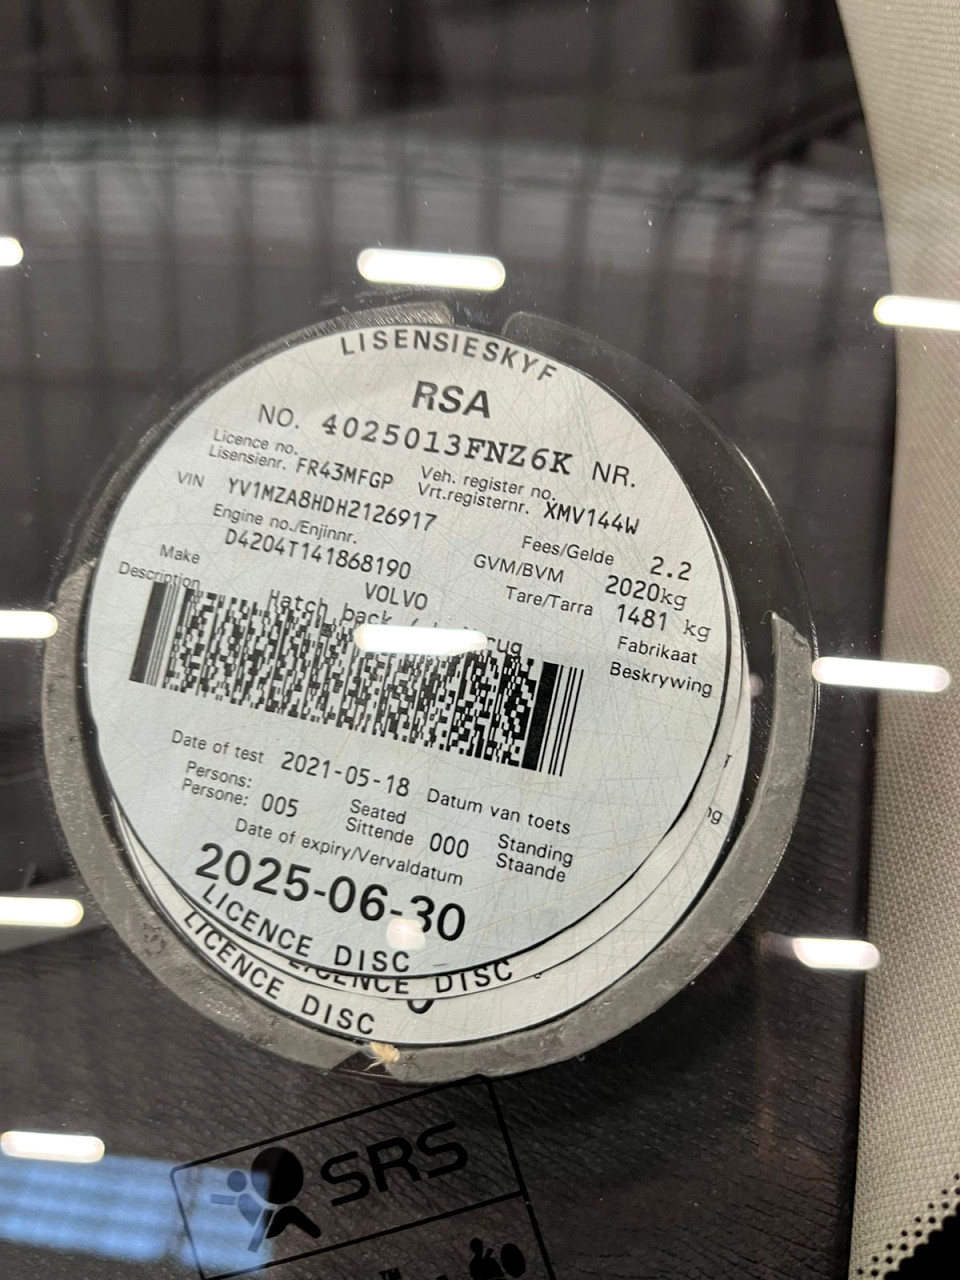 LISENSIESKYF
RSA
NO. 4025013FNZ6K NR.
Licence no. Lisensienr. FR43MFGP Veh. register no. Vrt.registernr. XMV144W
VIN YV1MZA8HDH2126917
Engine no./Enjinnr. Fees/Gelde 2.2
D4204T141868190 GVM/BVM 2020kg
Tare/Tarra 1481 kg
Make VOLVO Fabrikaat
Description Hatch back / Beskrywing
Date of test 2021-05-18 Datum van toets
Persons: Persone: 005 Seated Sittende 000 Standing Staande
Date of expiry/Vervaldatum
2025-06-30
LICENCE DISC
LICENCE DISC
LICENCE DISC
SRS